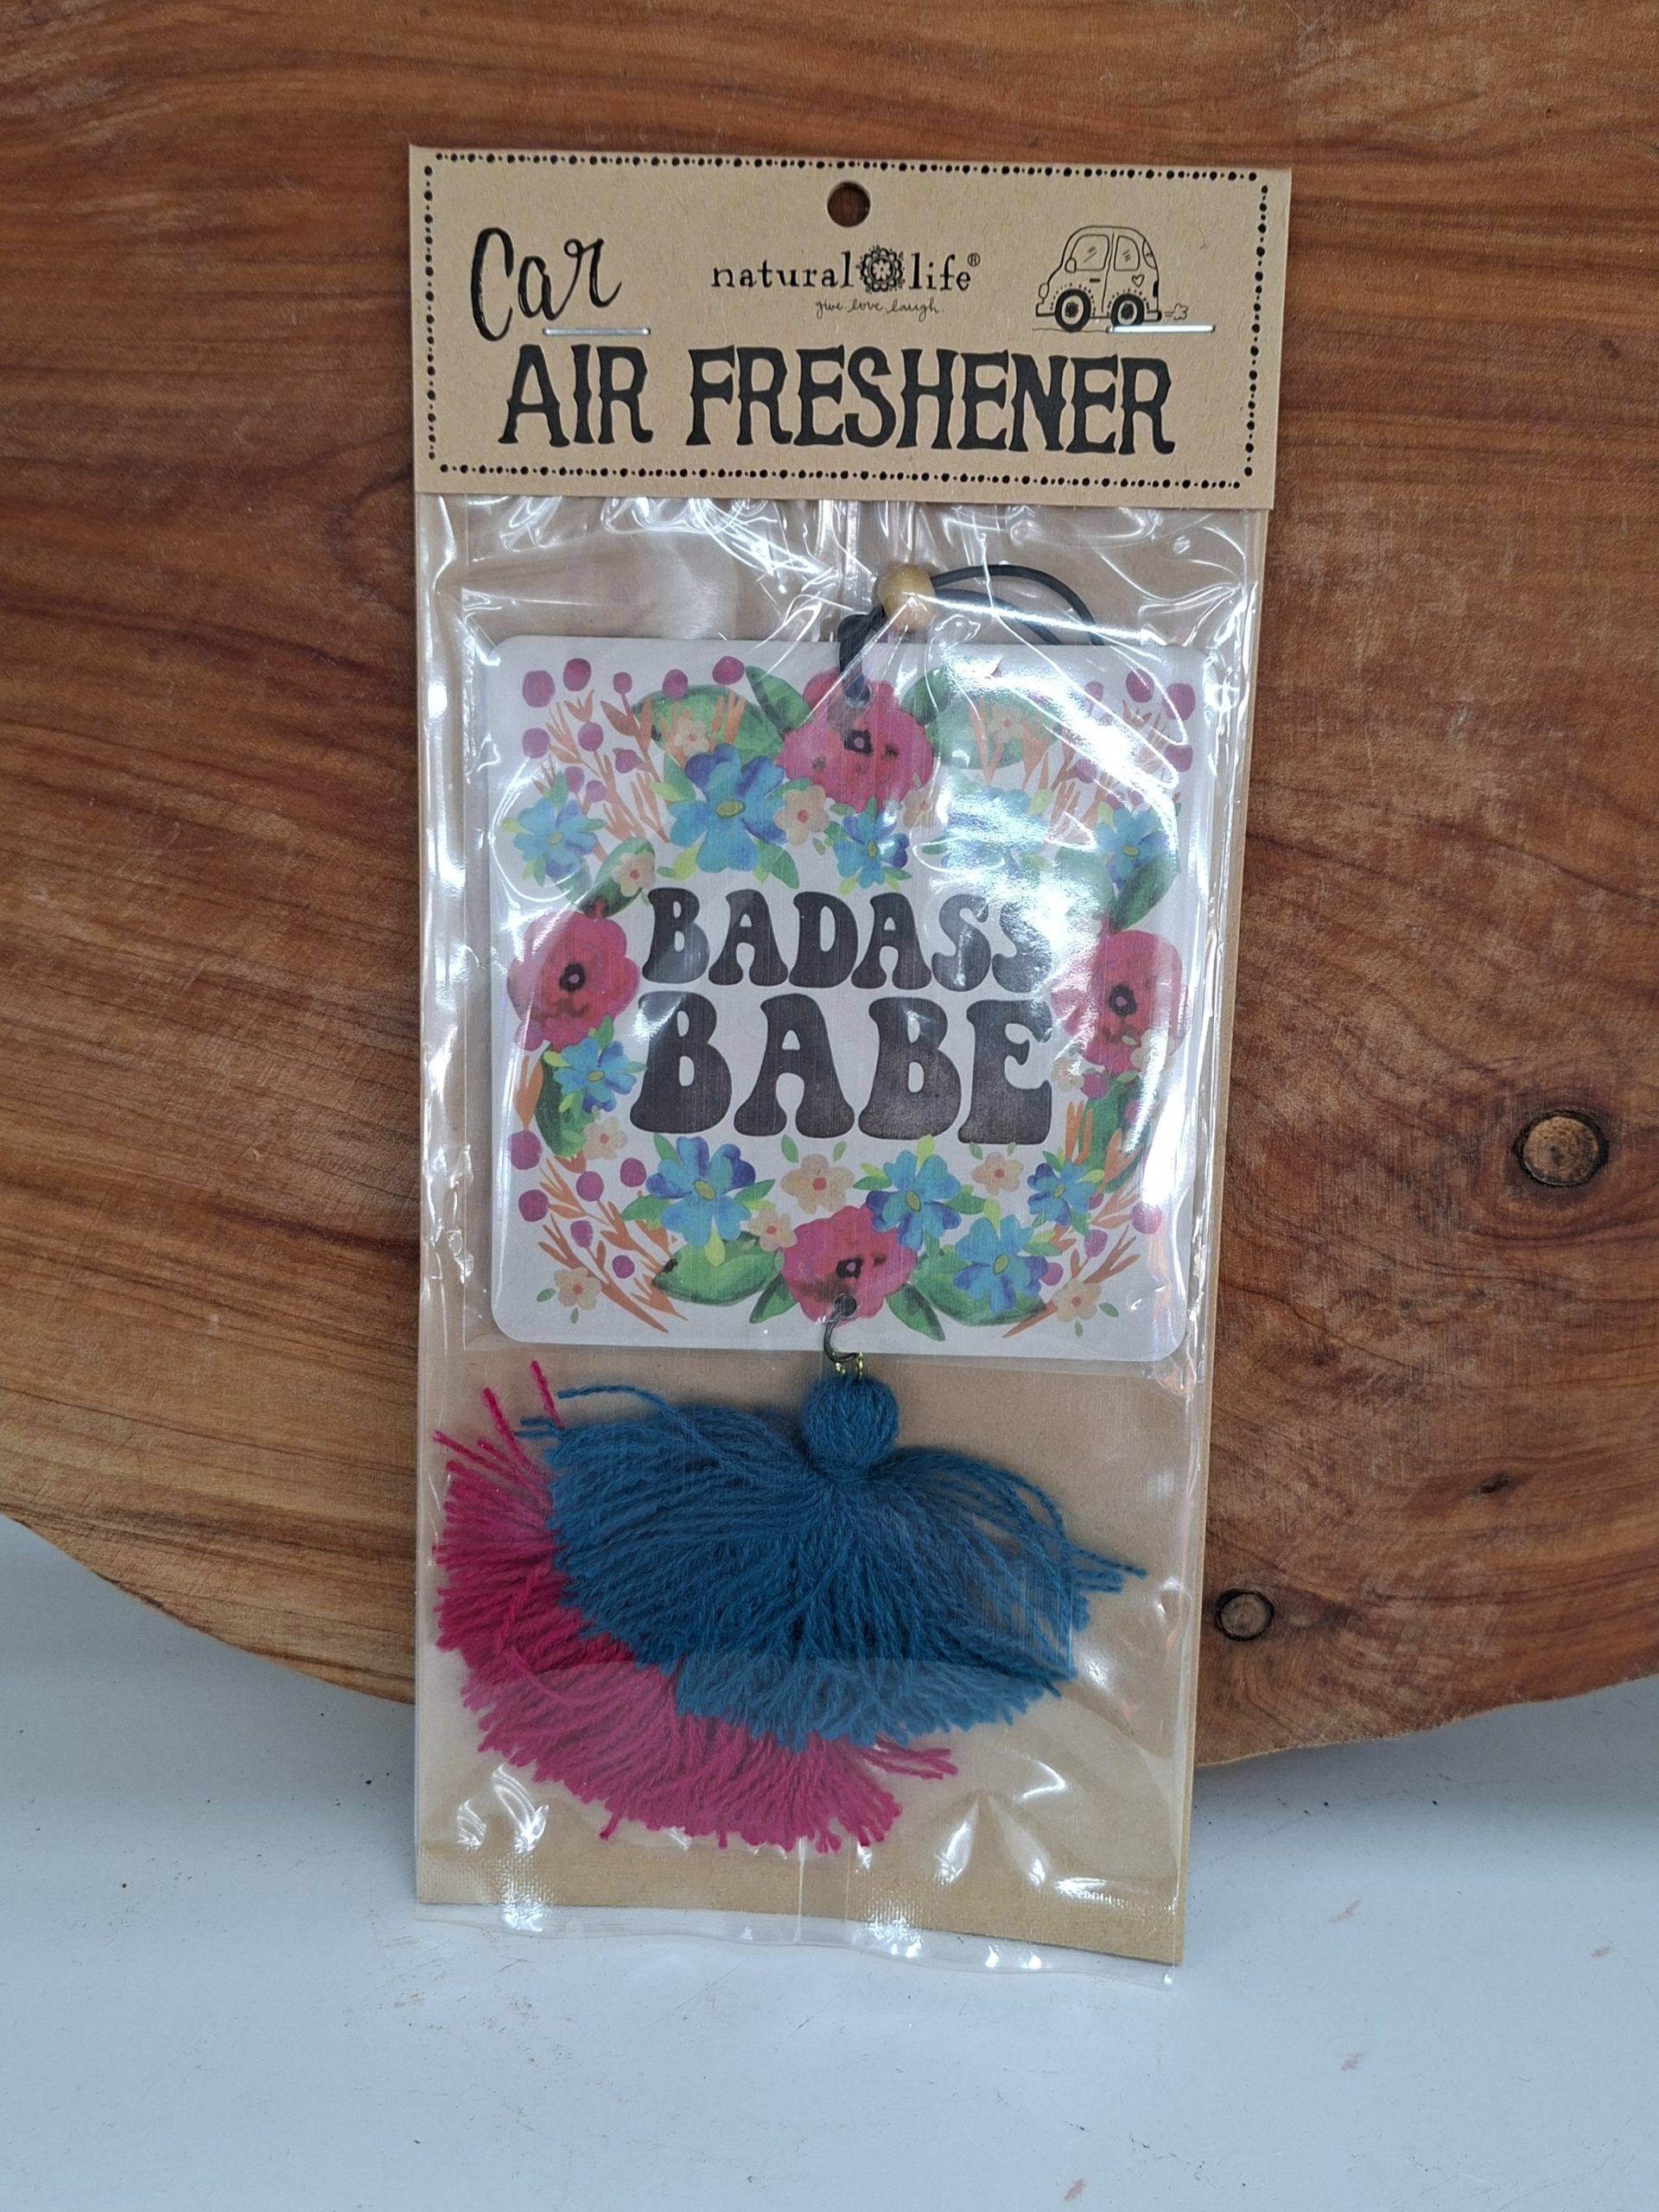 Car
natural life®
give.love.laugh.
AIR FRESHENER
BADASS
BABE